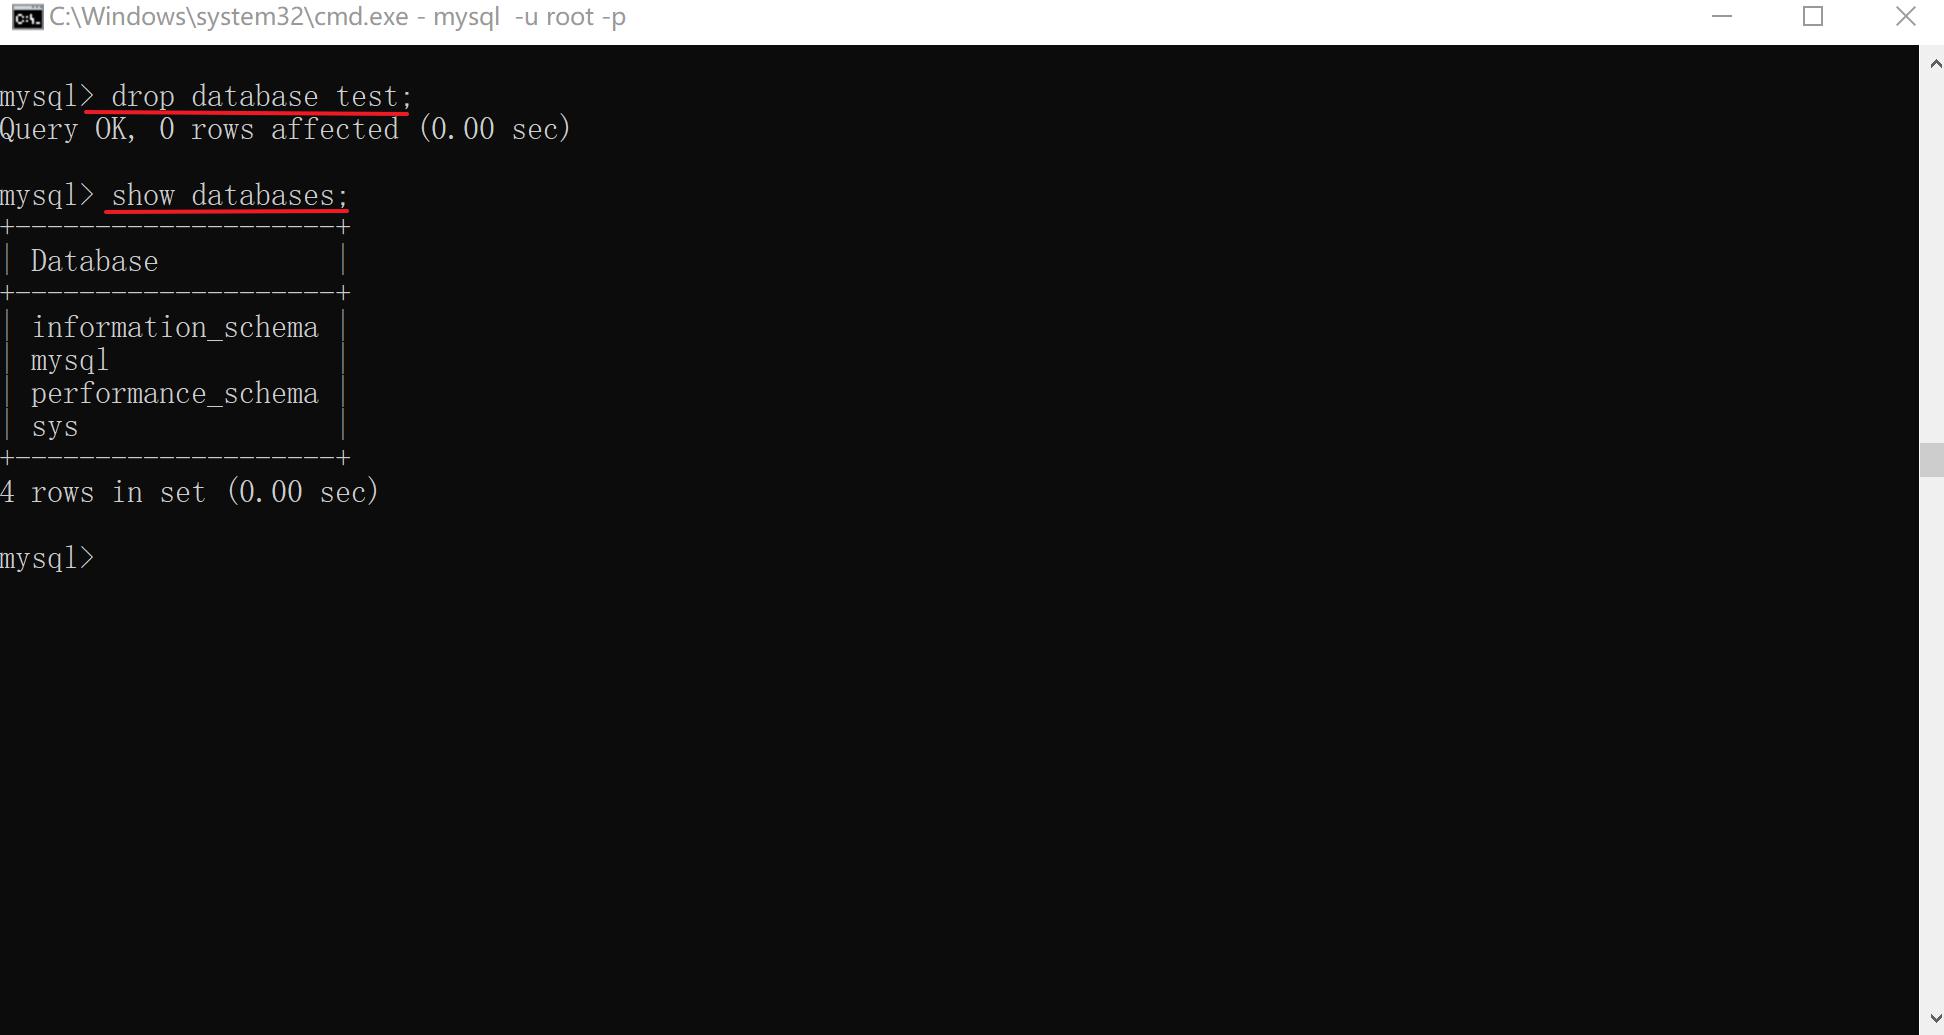 C:\Windows\system32\cmd.exe - mysql  -u root -p
mysql> drop database test;
Query OK, 0 rows affected (0.00 sec)
mysql> show databases;
+--------------------+
| Database           |
+--------------------+
| information_schema |
| mysql              |
| performance_schema |
| sys                |
+--------------------+
4 rows in set (0.00 sec)
mysql>